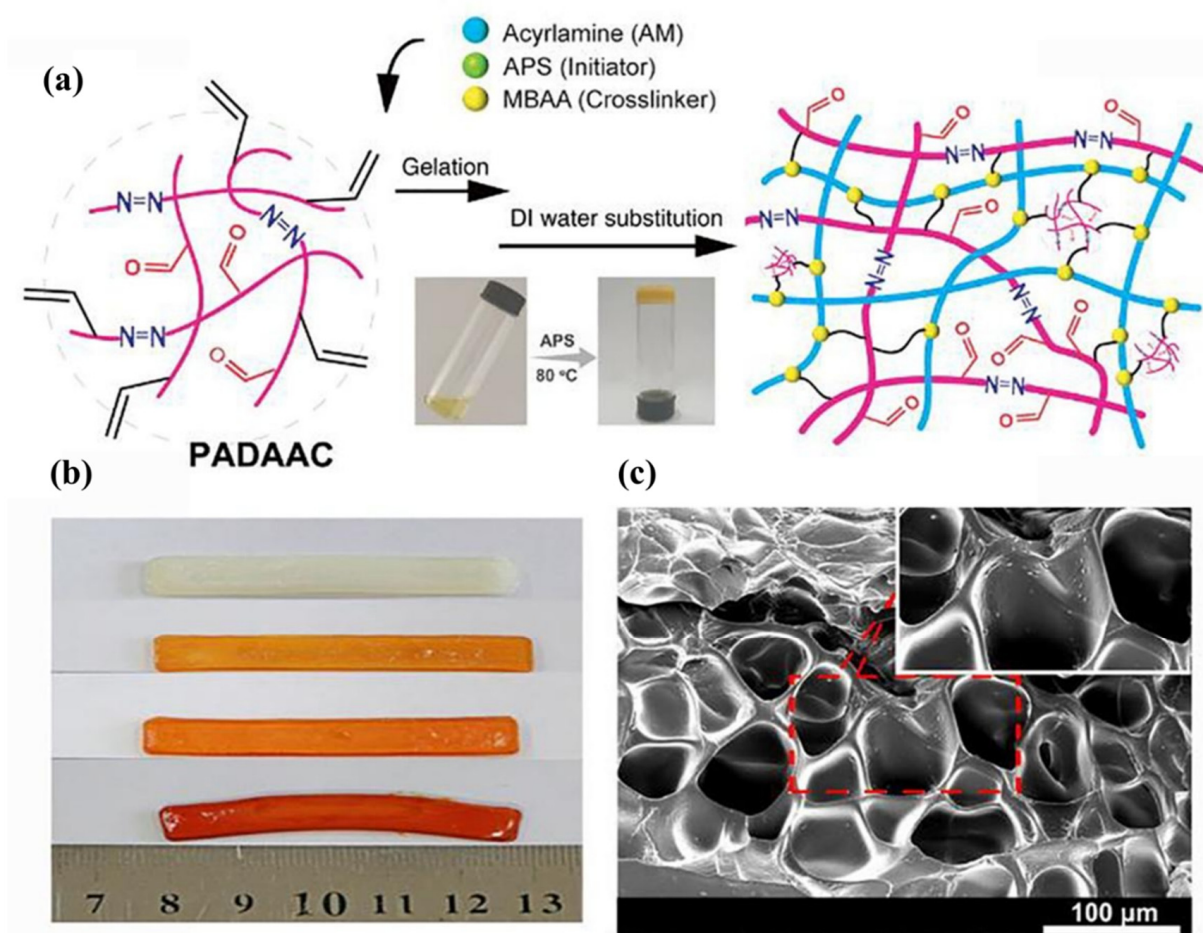 (a)
Acyrlamine (AM)
APS (Initiator)
MBAA (Crosslinker)
N=N
N=N
N=N
O
O
O
PADAAC
Gelation
DI water substitution
APS
80 °C
O
O
N=N
N=N
O
N=N
O
N=N
N=N
O
O
O
O
N=N
O
O
(b)
7 8 9 10 11 12 13
(c)
100 µm